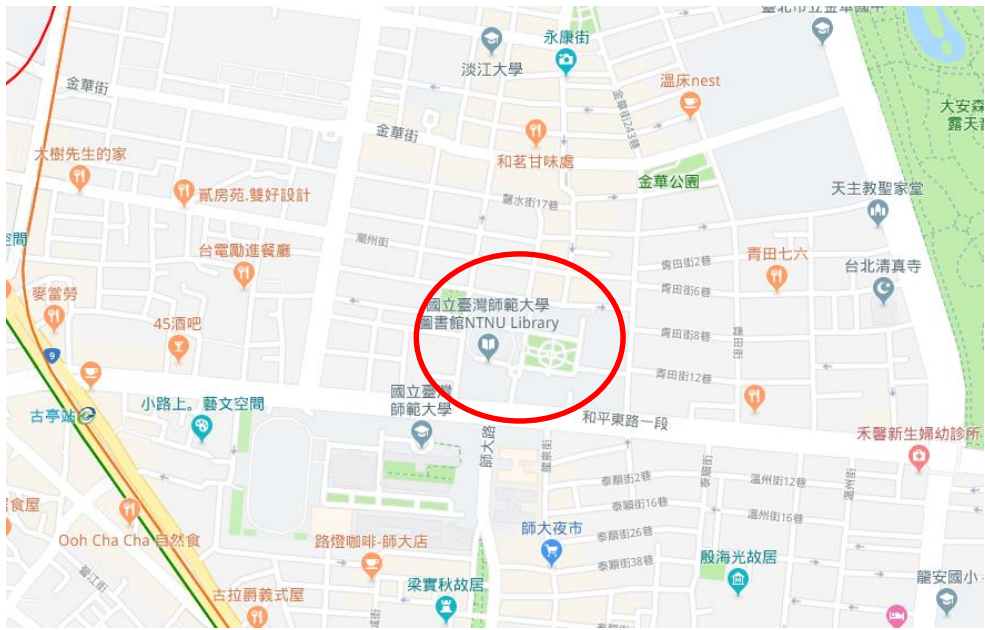 臺北市立金華國中
永康街
淡江大學
溫床nest
金華街
大安森
露天音
金華街243巷
金華街
和茗甘味處
大樹先生的家
金華公園
天主教聖家堂
貳房苑.雙好設計
麗水街17巷
空間
潮州街
台電勵進餐廳
青田街2巷
青田七六
台北清真寺
麥當勞
國立臺灣師範大學
圖書館NTNU Library
青田街6巷
45酒吧
青田街8巷
9
青田街12巷
國立臺灣
師範大學
小路上。藝文空間
古亭站
和平東路一段
禾馨新生婦幼診所
師大路
龍泉街
泰順街2巷
泰順街
溫州街12巷
溫州街
食屋
泰順街16巷
溫州街16巷
師大夜市
泰順街26巷
Ooh Cha Cha 自然食
路燈咖啡-師大店
殷海光故居
泰順街38巷
晉江街
梁實秋故居
龍安國小
古拉爵義式屋